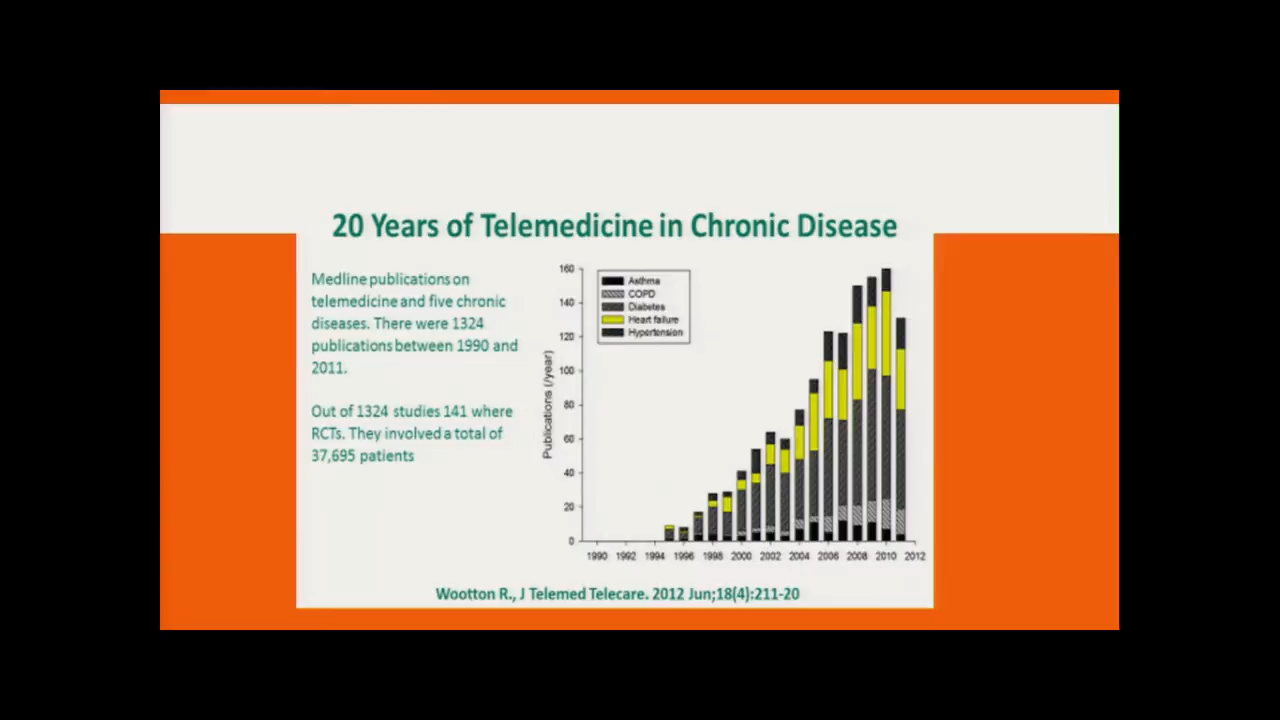 20 Years of Telemedicine in Chronic Disease
Medline publications on
telemedicine and five chronic
diseases. There were 1324
publications between 1990 and
2011.
Out of 1324 studies 141 where
RCTs. They involved a total of
37,695 patients
Publications (/year)
160
140
120
100
80
60
40
20
0
Asthma
COPD
Diabetes
Heart failure
Hypertension
1990 1992 1994 1996 1998 2000 2002 2004 2006 2008 2010 2012
Wootton R., J Telemed Telecare. 2012 Jun;18(4):211-20